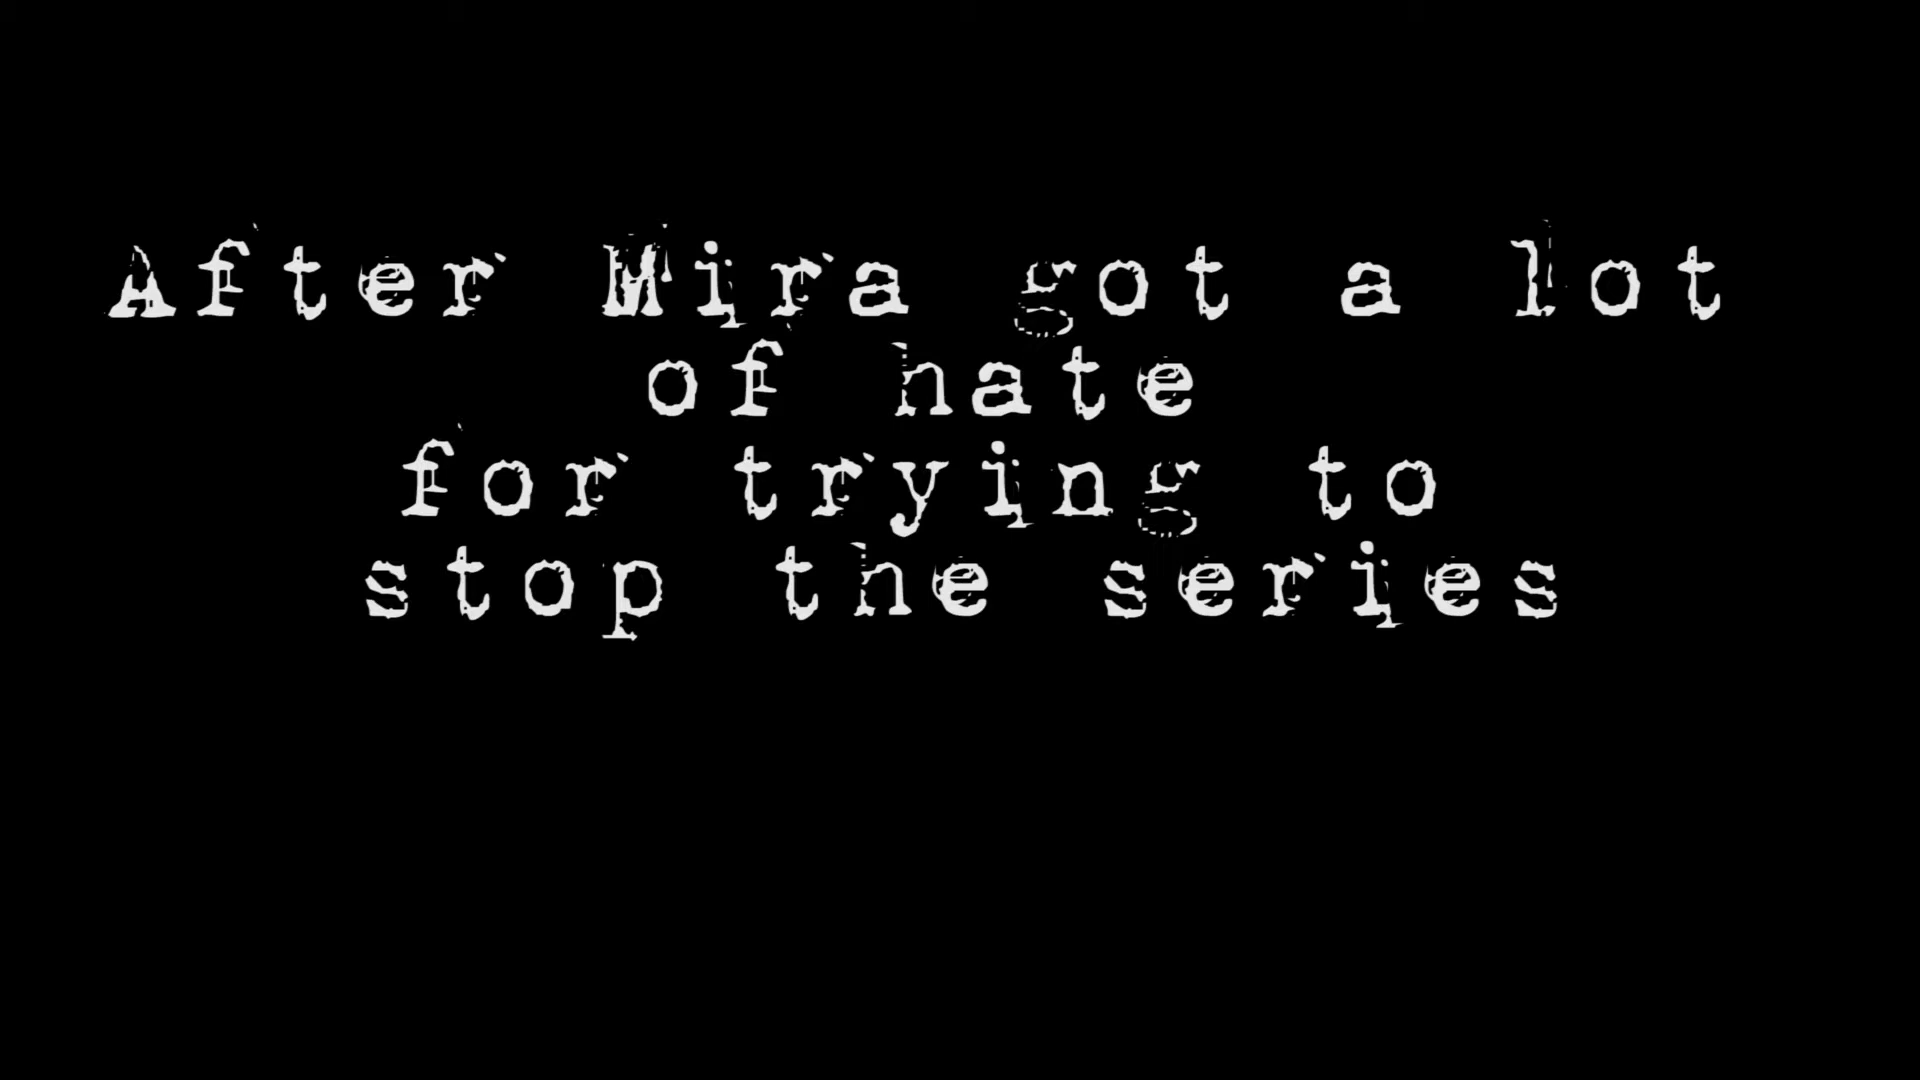 After Mira got a lot
of hate
for trying to
stop the series